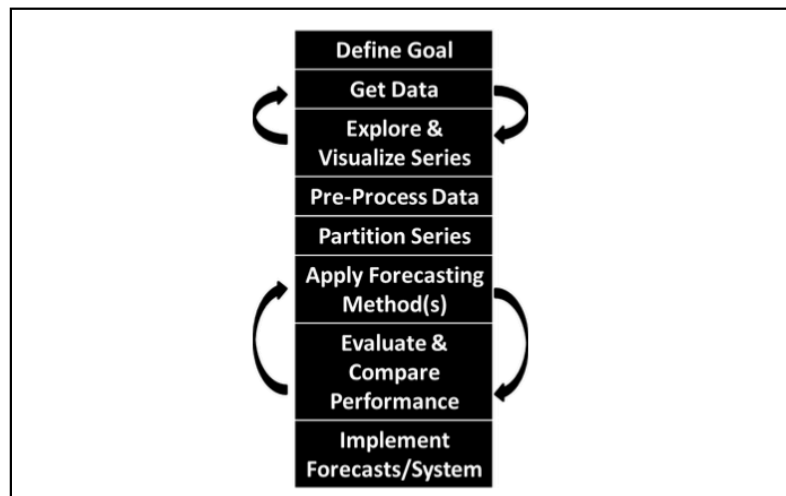 Define Goal
Get Data
Explore &
Visualize Series
Pre-Process Data
Partition Series
Apply Forecasting
Method(s)
Evaluate &
Compare
Performance
Implement
Forecasts/System